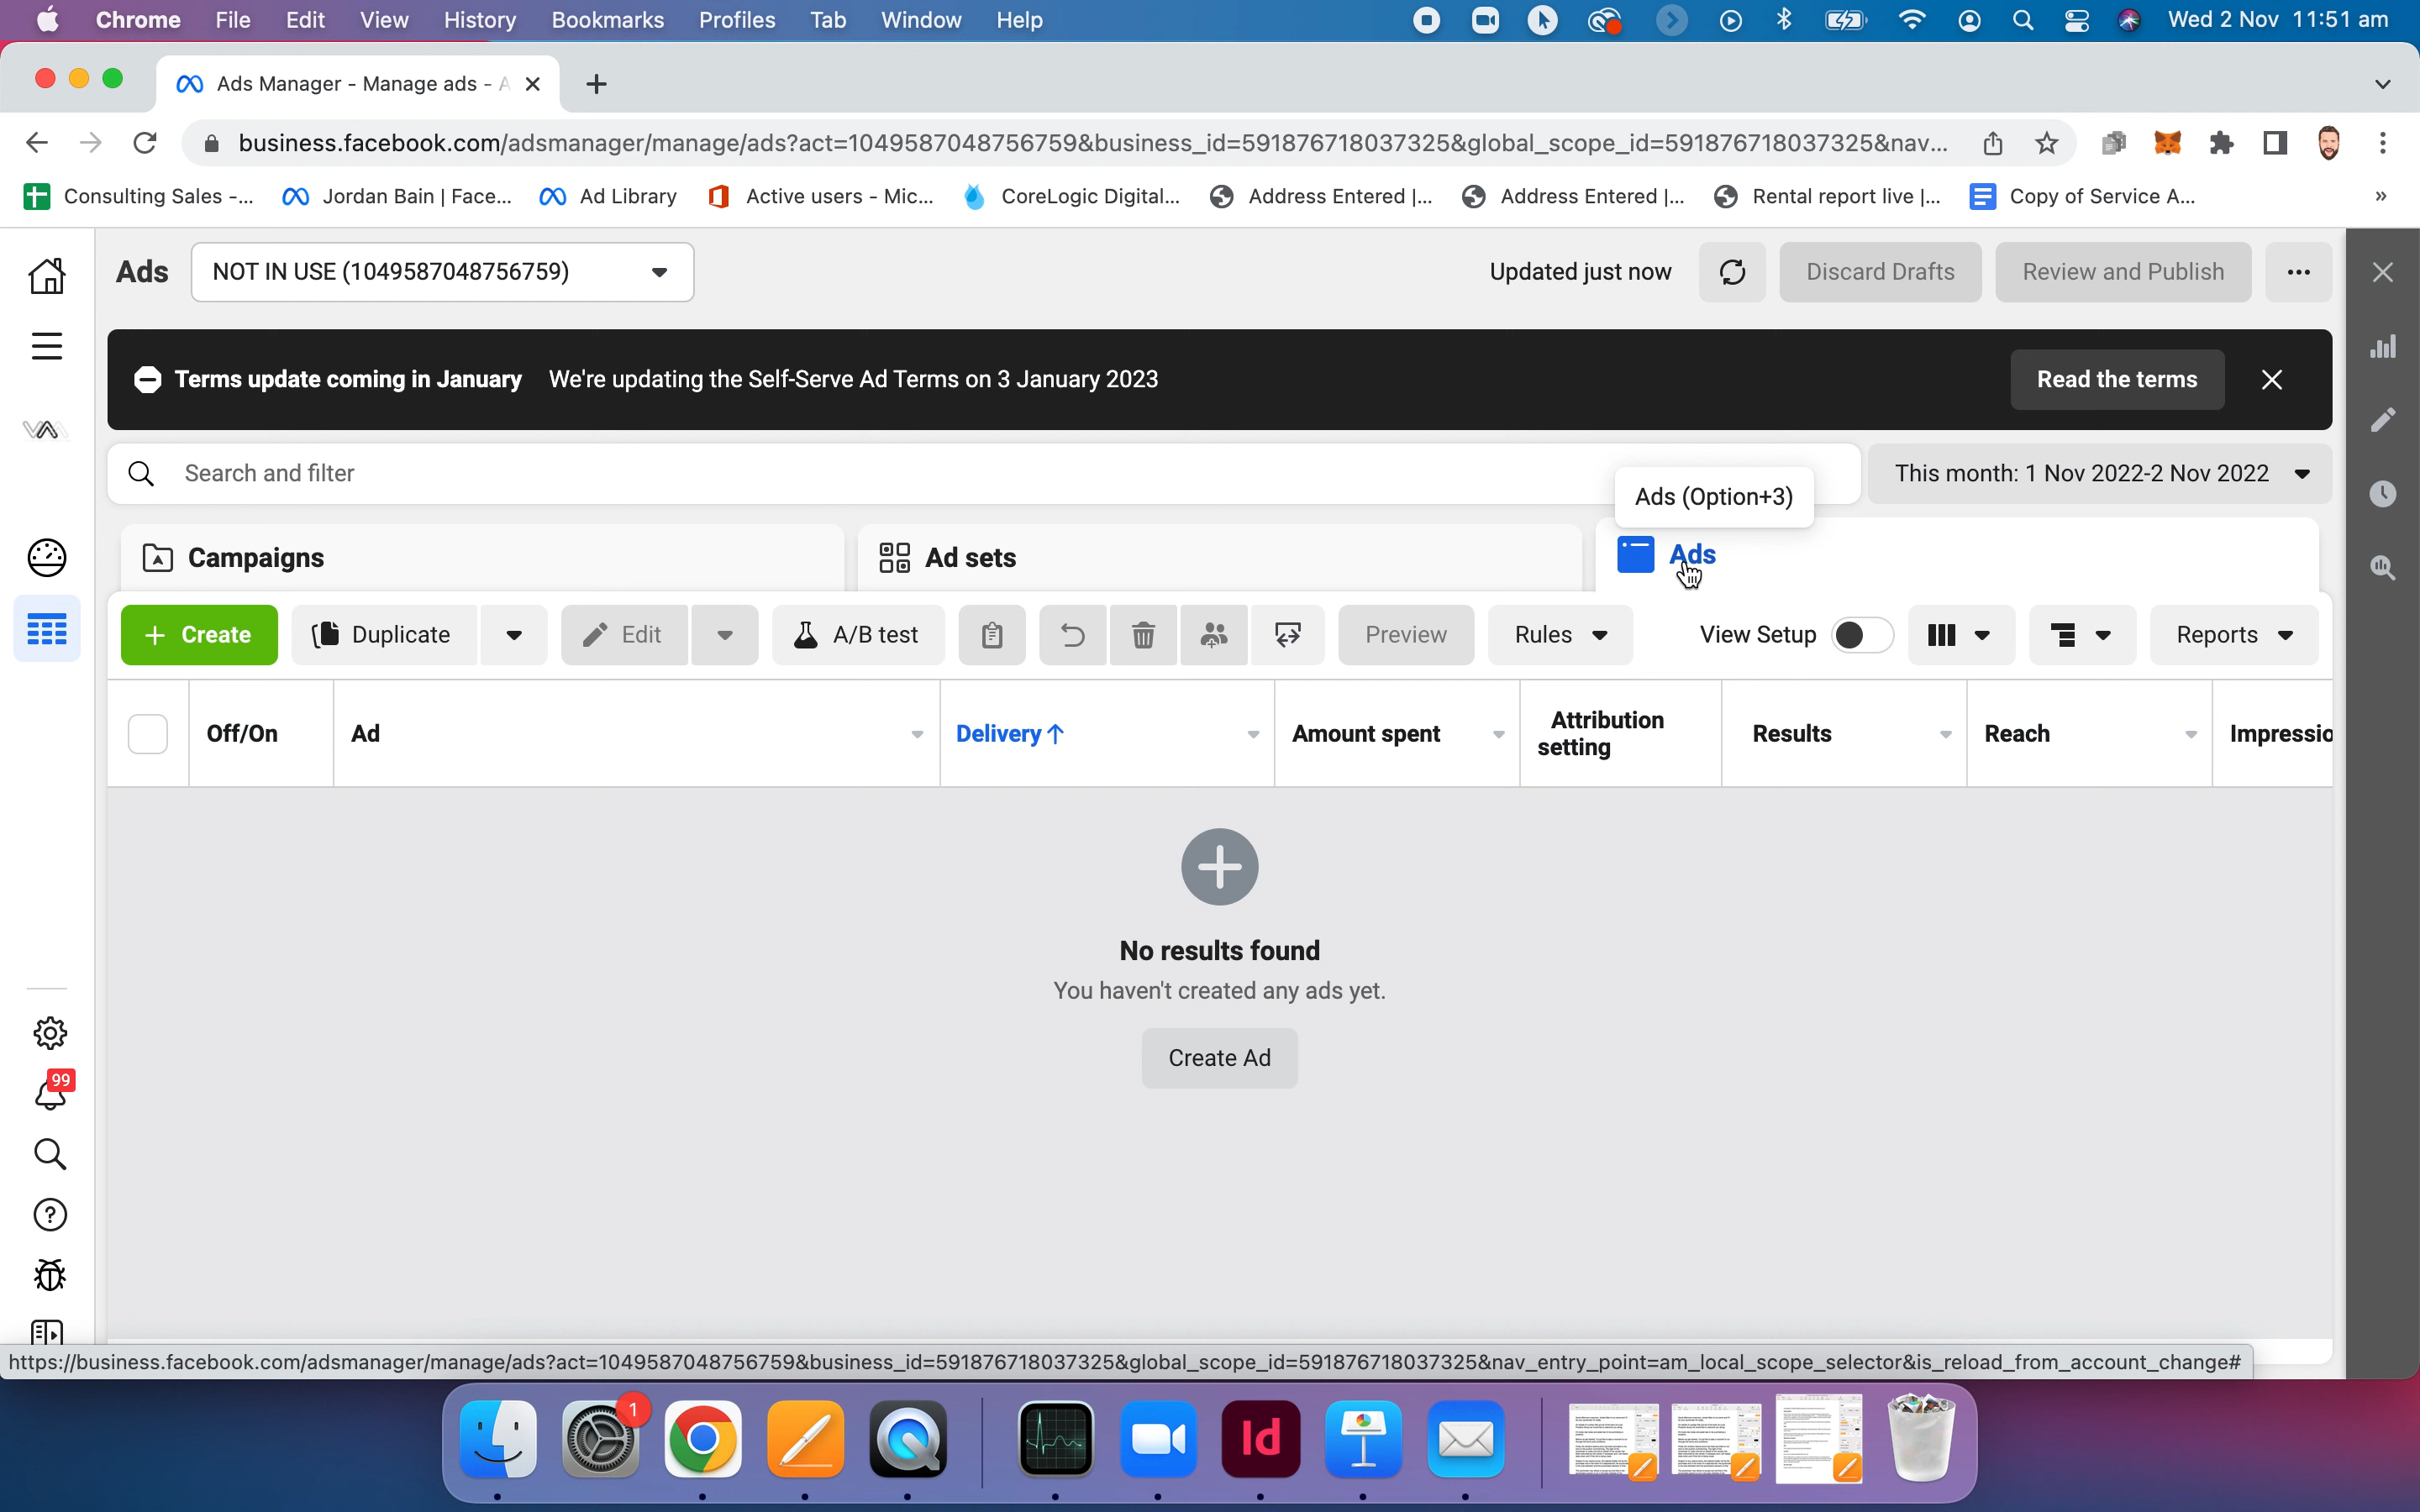 Chrome File Edit View History Bookmarks Profiles Tab Window Help Wed 2 Nov 11:51 am
Ads Manager - Manage ads - A
business.facebook.com/adsmanager/manage/ads?act=1049587048756759&business_id=591876718037325&global_scope_id=591876718037325&nav...
Consulting Sales -... Jordan Bain | Face... Ad Library Active users - Mic... CoreLogic Digital... Address Entered |... Address Entered |... Rental report live |... Copy of Service A... »
Ads NOT IN USE (1049587048756759) Updated just now Discard Drafts Review and Publish
Terms update coming in January We're updating the Self-Serve Ad Terms on 3 January 2023 Read the terms
Search and filter This month: 1 Nov 2022-2 Nov 2022
Ads (Option+3)
Campaigns Ad sets Ads
+ Create Duplicate Edit A/B test Preview Rules View Setup Reports
Off/On Ad Delivery ↑ Amount spent Attribution setting Results Reach Impressio
No results found
You haven't created any ads yet.
Create Ad
99
https://business.facebook.com/adsmanager/manage/ads?act=1049587048756759&business_id=591876718037325&global_scope_id=591876718037325&nav_entry_point=am_local_scope_selector&is_reload_from_account_change#
1
Id